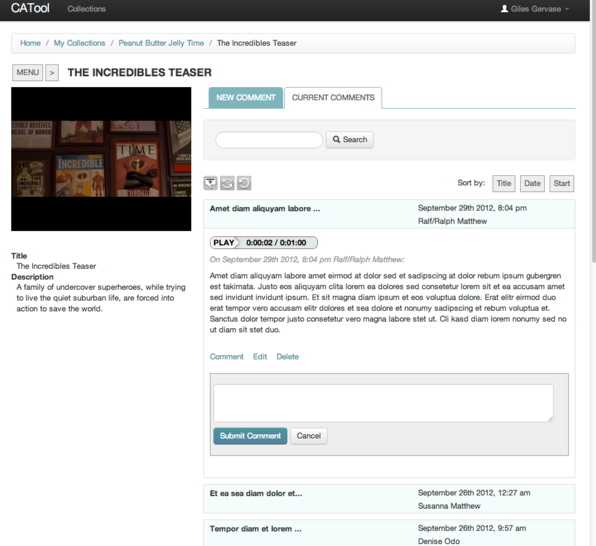 CATool Collections Giles Gervase
Home / My Collections / Peanut Butter Jelly Time / The Incredibles Teaser
MENU > THE INCREDIBLES TEASER
NEW COMMENT CURRENT COMMENTS
INCREDIBLE
TIME
Search
Sort by: Title Date Start
Amet diam aliquyam labore ... September 29th 2012, 8:04 pm
Ralf/Ralph Matthew
PLAY 0:00:02 / 0:01:00
On September 29th 2012, 8:04 pm Ralf/Ralph Matthew:
Title
The Incredibles Teaser
Description
A family of undercover superheroes, while trying
to live the quiet suburban life, are forced into
action to save the world.
Amet diam aliquyam labore amet eirmod at dolor sed et sadipscing at dolor rebum ipsum gubergren
est takimata. Justo eos aliquyam clita lorem ea dolores sed consetetur lorem sit et ea accusam amet
sed invidunt invidunt ipsum. Et sit magna diam ipsum et eos voluptua dolore. Erat elitr eirmod duo
erat tempor vero accusam elitr dolores et sea dolore et nonumy sadipscing et rebum voluptua et.
Sanctus dolor tempor justo consetetur vero magna labore stet ut. Cli kasd diam lorem nonumy sed no
ut diam sit stet duo.
Comment Edit Delete
Submit Comment Cancel
Et ea sea diam dolor et... September 26th 2012, 12:27 am
Susanna Matthew
Tempor diam et lorem ... September 26th 2012, 9:57 am
Denise Odo